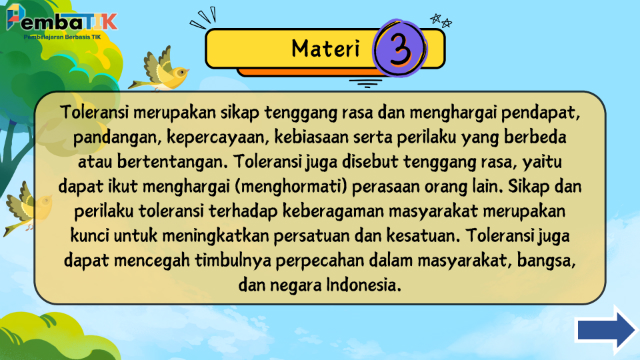 PembaTIK
Pembelajaran Berbasis TIK
Materi 3
Toleransi merupakan sikap tenggang rasa dan menghargai pendapat,
pandangan, kepercayaan, kebiasaan serta perilaku yang berbeda
atau bertentangan. Toleransi juga disebut tenggang rasa, yaitu
dapat ikut menghargai (menghormati) perasaan orang lain. Sikap dan
perilaku toleransi terhadap keberagaman masyarakat merupakan
kunci untuk meningkatkan persatuan dan kesatuan. Toleransi juga
dapat mencegah timbulnya perpecahan dalam masyarakat, bangsa,
dan negara Indonesia.